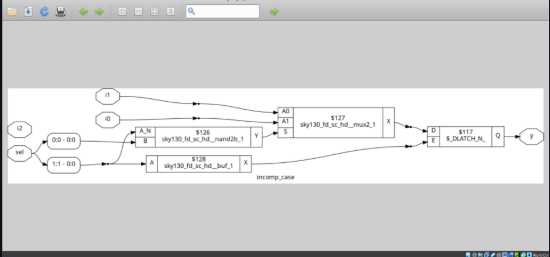 i1
i0
i2
sel
0:0 - 0:0
1:1 - 0:0
A_N
B
$126
sky130_fd_sc_hd__nand2b_1
Y
A
$128
sky130_fd_sc_hd__buf_1
X
A0
A1
S
$127
sky130_fd_sc_hd__mux2_1
X
D
E
$117
$_DLATCH_N_
Q
y
incomp_case